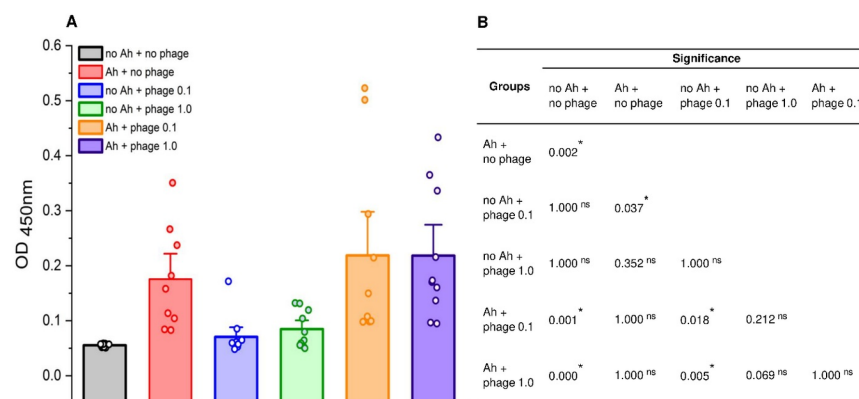 A
0.6
0.5
0.4
0.3
0.2
0.1
0.0
OD 450nm
no Ah + no phage
Ah + no phage
no Ah + phage 0.1
no Ah + phage 1.0
Ah + phage 0.1
Ah + phage 1.0
B
Significance
Groups
no Ah + no phage
Ah + no phage
no Ah + phage 0.1
no Ah + phage 1.0
Ah + phage 0.1
Ah + no phage
0.002*
no Ah + phage 0.1
1.000 ns 0.037*
no Ah + phage 1.0
1.000 ns 0.352 ns 1.000 ns
Ah + phage 0.1
0.001* 1.000 ns 0.018* 0.212 ns
Ah + phage 1.0
0.000* 1.000 ns 0.005* 0.069 ns 1.000 ns